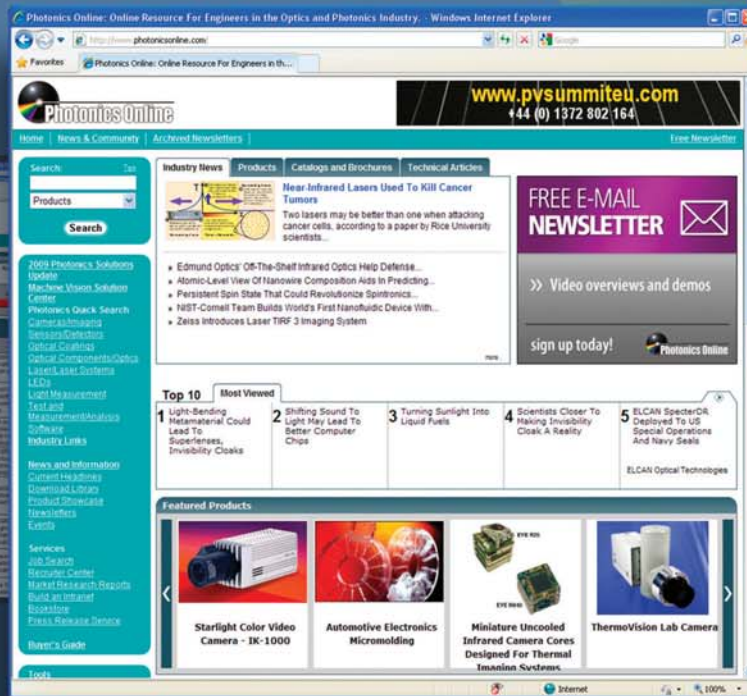 Photonics Online: Online Resource For Engineers in the Optics and Photonics Industry. - Windows Internet Explorer
http://www.photonicsonline.com/
Google
Favorites
Photonics Online: Online Resource For Engineers in th...
Photonics Online
www.pvsummiteu.com
+44 (0) 1372 802 164
Home | News & Community | Archived Newsletters |
Free Newsletter
Search:
Tips
Products
Search
2009 Photonics Solutions
Update
Machine Vision Solution
Center
Photonics Quick Search
Cameras/Imaging
Sensors/Detectors
Optical Coatings
Optical Components/Optics
Laser/Laser Systems
LEDs
Light Measurement
Test and
Measurement/Analysis
Software
Industry Links
News and Information
Current Headlines
Download Library
Product Showcase
Newsletters
Events
Services
Job Search
Recruiter Center
Market Research Reports
Build an Intranet
Bookstore
Press Release Service
Buyer's Guide
Tools
Industry News
Products
Catalogs and Brochures
Technical Articles
Near-Infrared Lasers Used To Kill Cancer
Tumors
Two lasers may be better than one when attacking
cancer cells, according to a paper by Rice University
scientists...
Edmund Optics' Off-The-Shelf Infrared Optics Help Defense...
Atomic-Level View Of Nanowire Composition Aids In Predicting...
Persistent Spin State That Could Revolutionize Spintronics...
NIST-Cornell Team Builds World's First Nanofluidic Device With...
Zeiss Introduces Laser TIRF 3 Imaging System
more
FREE E-MAIL
NEWSLETTER
>> Video overviews and demos
sign up today!
Photonics Online
Top 10
Most Viewed
1 Light-Bending
Metamaterial Could
Lead To
Superlenses,
Invisibility Cloaks
2 Shifting Sound To
Light May Lead To
Better Computer
Chips
3 Turning Sunlight Into
Liquid Fuels
4 Scientists Closer To
Making Invisibility
Cloak A Reality
5 ELCAN SpecterDR
Deployed To US
Special Operations
And Navy Seals
ELCAN Optical Technologies
Featured Products
Starlight Color Video
Camera - IK-1000
Automotive Electronics
Micromolding
EYE R25
EYE R640
Miniature Uncooled
Infrared Camera Cores
Designed For Thermal
Imaging Systems
ThermoVision Lab Camera
Internet
100%